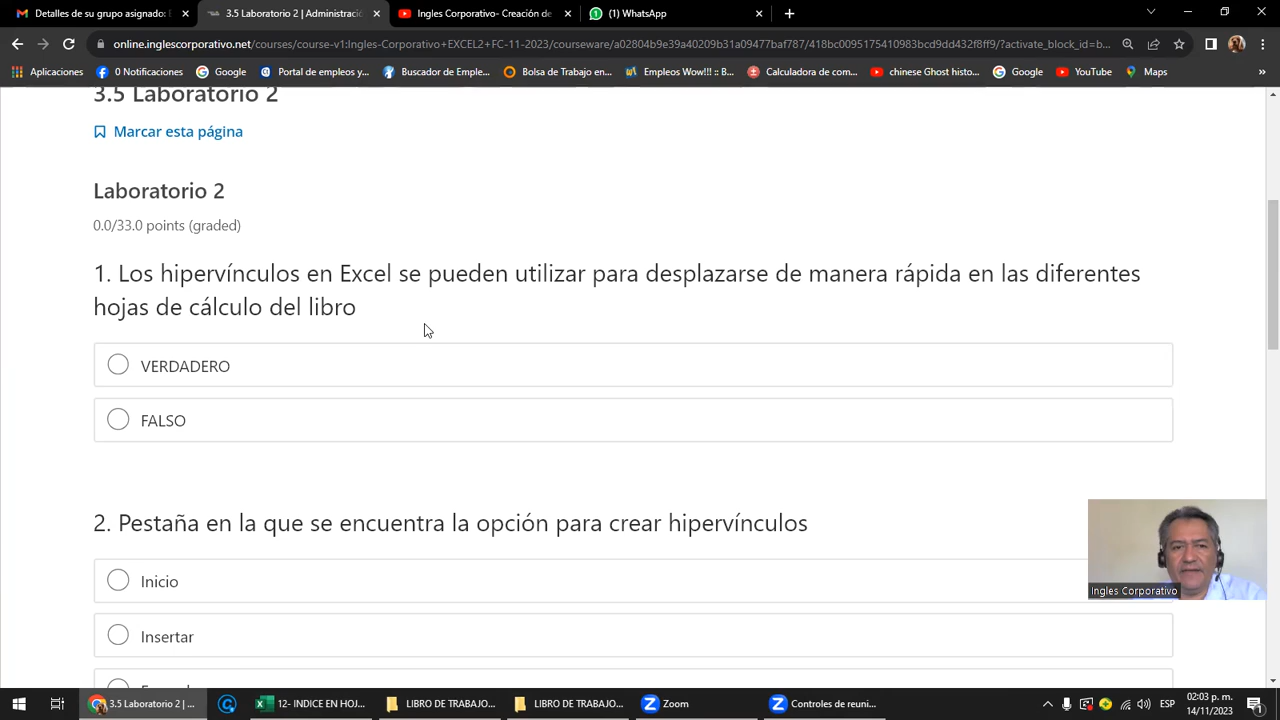 Detalles de su grupo asignado: E
3.5 Laboratorio 2 | Administració
Ingles Corporativo- Creación de
(1) WhatsApp
online.inglescorporativo.net/courses/course-v1:Ingles-Corporativo+EXCEL2+FC-11-2023/courseware/a02804b9e39a40209b31a09477baf787/418bc0095175410983bcd9dd432f8ff9/?activate_block_id=b...
Aplicaciones
0 Notificaciones
Google
Portal de empleos y...
Buscador de Emple...
Bolsa de Trabajo en...
Empleos Wow!!! :: B...
Calculadora de com...
chinese Ghost histo...
Google
YouTube
Maps
3.5 Laboratorio 2
Marcar esta página
Laboratorio 2
0.0/33.0 points (graded)
1. Los hipervínculos en Excel se pueden utilizar para desplazarse de manera rápida en las diferentes
hojas de cálculo del libro
VERDADERO
FALSO
2. Pestaña en la que se encuentra la opción para crear hipervínculos
Inicio
Insertar
Ingles Corporativo
3.5 Laboratorio 2 | ...
12- INDICE EN HOJ...
LIBRO DE TRABAJO...
LIBRO DE TRABAJO...
Zoom
Controles de reuni...
ESP
02:03 p. m.
14/11/2023